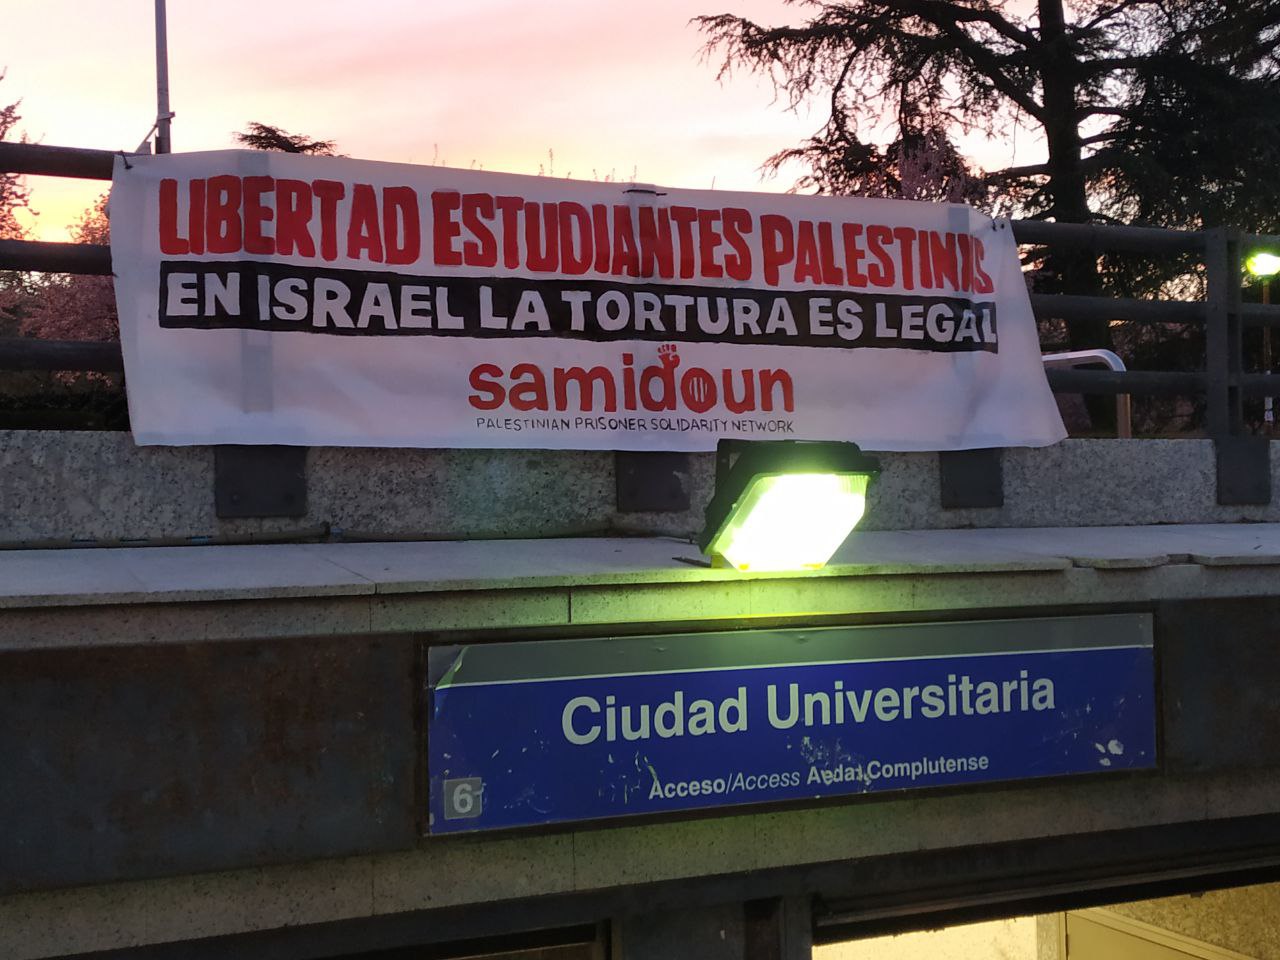 LIBERTAD ESTUDIANTES PALESTINXS
EN ISRAEL LA TORTURA ES LEGAL
samidoun
PALESTINIAN PRISONER SOLIDARITY NETWORK
Ciudad Universitaria
6 Acceso/Access Avda. Complutense